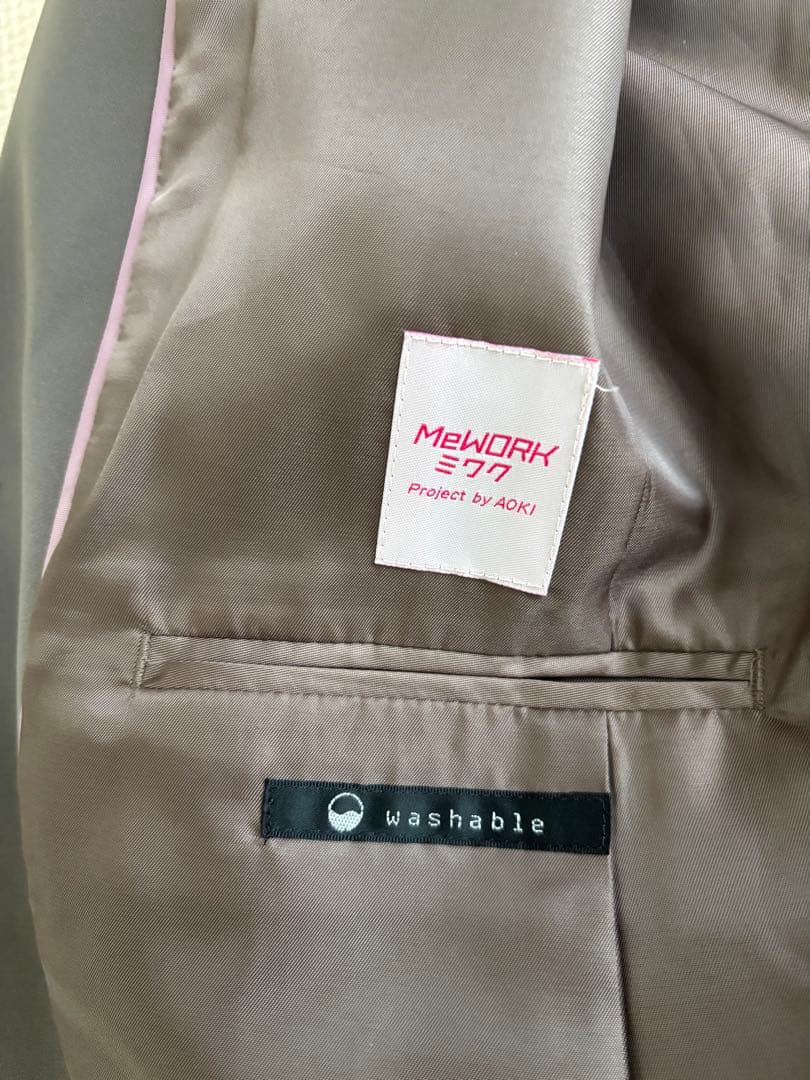 MeWORK
ミワク
Project by AOKI
washable